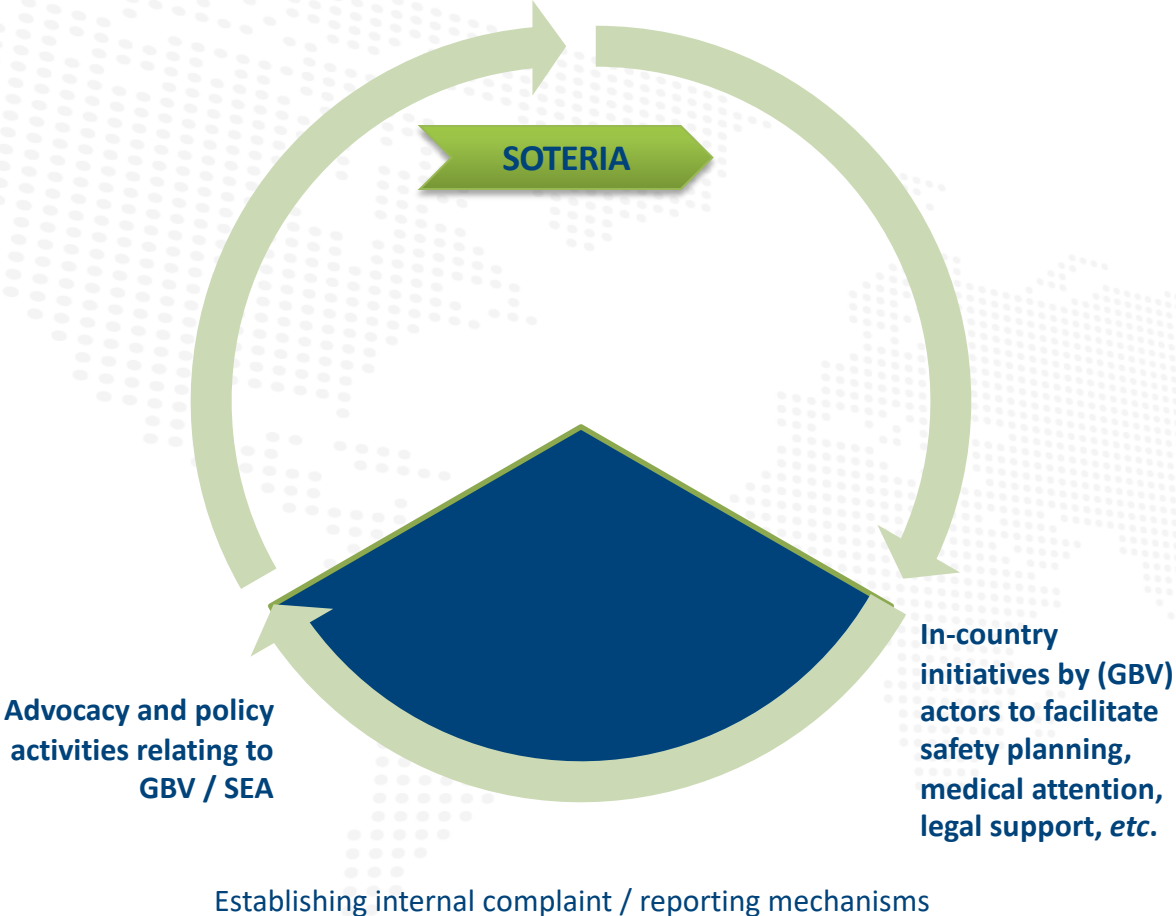 SOTERIA
In-country
initiatives by (GBV)
actors to facilitate
safety planning,
medical attention,
legal support, etc.
Advocacy and policy
activities relating to
GBV / SEA
Establishing internal complaint / reporting mechanisms